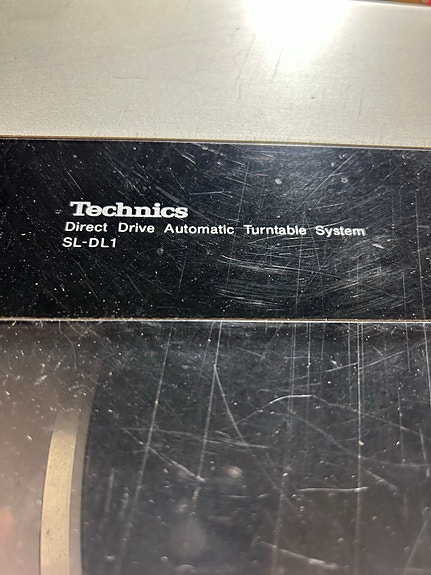 Technics
Direct Drive Automatic Turntable System
SL-DL1